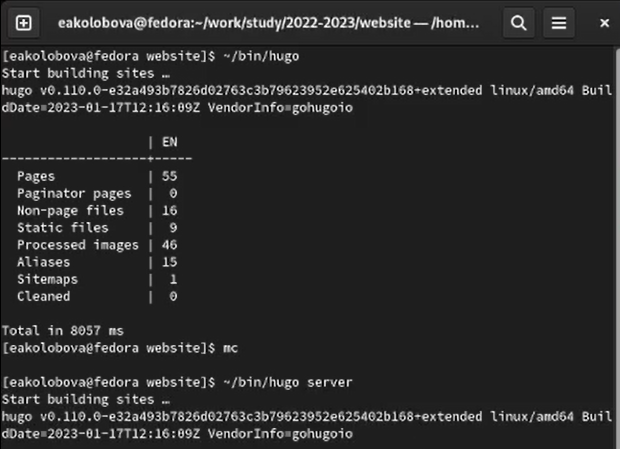 eakolobova@fedora:~/work/study/2022-2023/website — /hom...
[eakolobova@fedora website]$ ~/bin/hugo
Start building sites …
hugo v0.110.0-e32a493b7826d02763c3b79623952e625402b168+extended linux/amd64 Buil
dDate=2023-01-17T12:16:09Z VendorInfo=gohugoio
| EN
-------------------+-----
Pages | 55
Paginator pages | 0
Non-page files | 16
Static files | 9
Processed images | 46
Aliases | 15
Sitemaps | 1
Cleaned | 0
Total in 8057 ms
[eakolobova@fedora website]$ mc
[eakolobova@fedora website]$ ~/bin/hugo server
Start building sites …
hugo v0.110.0-e32a493b7826d02763c3b79623952e625402b168+extended linux/amd64 Buil
dDate=2023-01-17T12:16:09Z VendorInfo=gohugoio